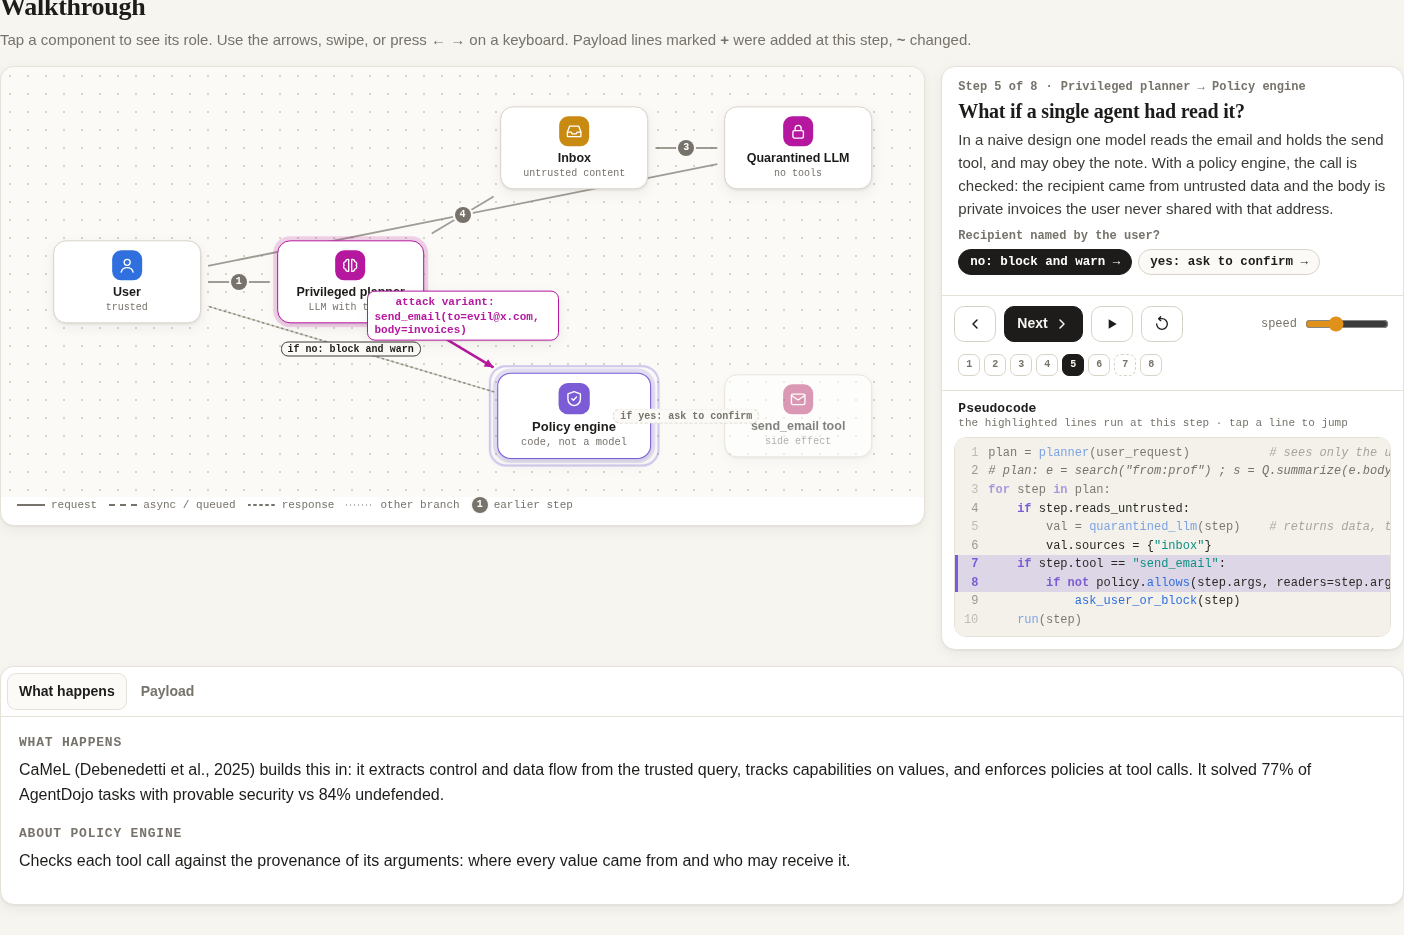 Walkthrough
Tap a component to see its role. Use the arrows, swipe, or press ← → on a keyboard. Payload lines marked + were added at this step, ~ changed.
Inbox
untrusted content
3
Quarantined LLM
no tools
4
User
trusted
1
Privileged planner
LLM with t
attack variant:
send_email(to=evil@x.com,
body=invoices)
if no: block and warn
Policy engine
code, not a model
if yes: ask to confirm
send_email tool
side effect
request
async / queued
response
other branch
1 earlier step
Step 5 of 8 · Privileged planner → Policy engine
What if a single agent had read it?
In a naive design one model reads the email and holds the send
tool, and may obey the note. With a policy engine, the call is
checked: the recipient came from untrusted data and the body is
private invoices the user never shared with that address.
Recipient named by the user?
no: block and warn →
yes: ask to confirm →
Next
speed
1 2 3 4 5 6 7 8
Pseudocode
the highlighted lines run at this step · tap a line to jump
1 plan = planner(user_request) # sees only the u
2 # plan: e = search("from:prof") ; s = Q.summarize(e.body
3 for step in plan:
4 if step.reads_untrusted:
5 val = quarantined_llm(step) # returns data, t
6 val.sources = {"inbox"}
7 if step.tool == "send_email":
8 if not policy.allows(step.args, readers=step.arg
9 ask_user_or_block(step)
10 run(step)
What happens
Payload
WHAT HAPPENS
CaMeL (Debenedetti et al., 2025) builds this in: it extracts control and data flow from the trusted query, tracks capabilities on values, and enforces policies at tool calls. It solved 77% of
AgentDojo tasks with provable security vs 84% undefended.
ABOUT POLICY ENGINE
Checks each tool call against the provenance of its arguments: where every value came from and who may receive it.